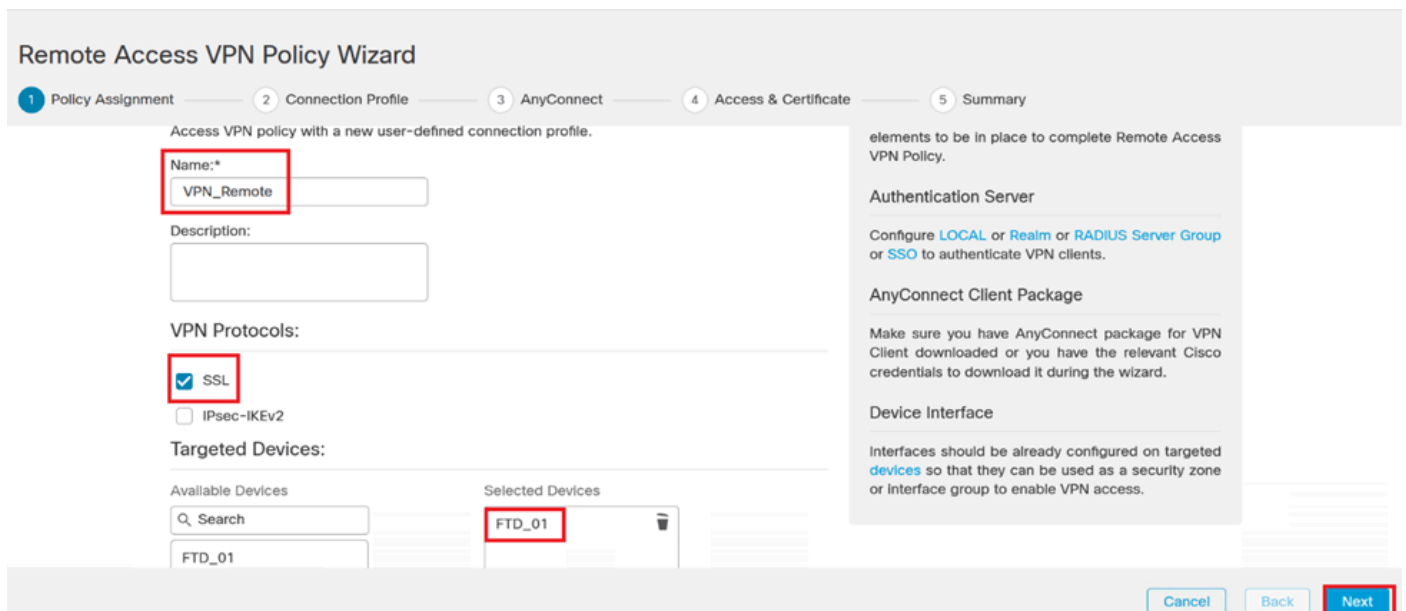 Remote Access VPN Policy Wizard
1 Policy Assignment 2 Connection Profile 3 AnyConnect 4 Access & Certificate 5 Summary
Access VPN policy with a new user-defined connection profile.
Name:*
VPN_Remote
Description:
VPN Protocols:
SSL
IPsec-IKEv2
Targeted Devices:
Available Devices
Search
FTD_01
Selected Devices
FTD_01
elements to be in place to complete Remote Access
VPN Policy.
Authentication Server
Configure LOCAL or Realm or RADIUS Server Group
or SSO to authenticate VPN clients.
AnyConnect Client Package
Make sure you have AnyConnect package for VPN
Client downloaded or you have the relevant Cisco
credentials to download it during the wizard.
Device Interface
Interfaces should be already configured on targeted
devices so that they can be used as a security zone
or interface group to enable VPN access.
Cancel Back Next